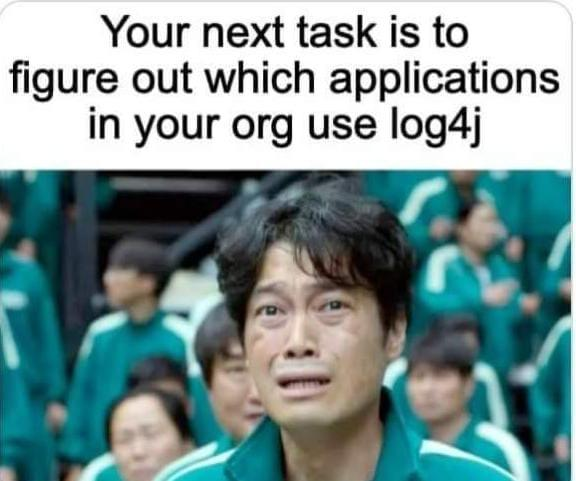 Your next task is to
figure out which applications
in your org use log4j